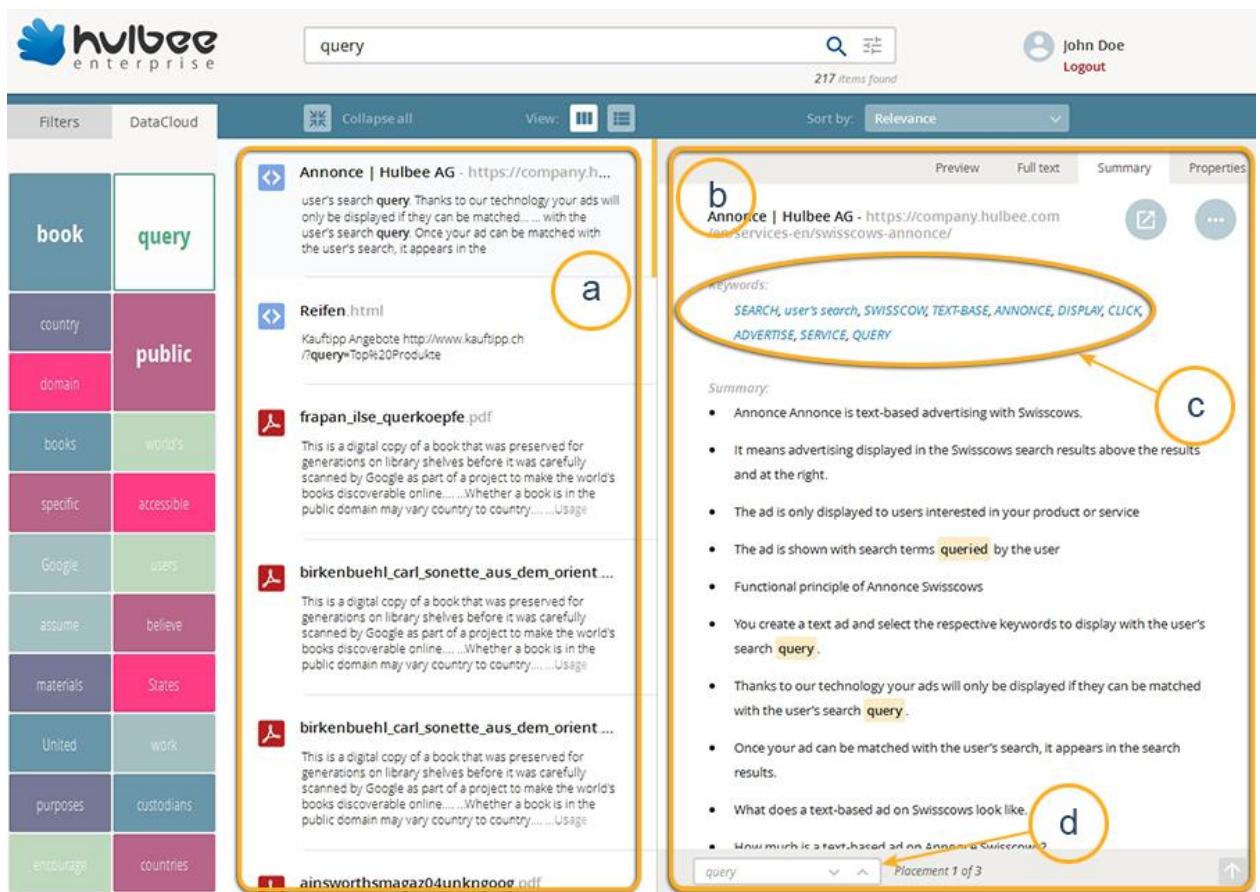 hulbee
enterprise
query
217 items found
John Doe
Logout
Filters
DataCloud
Collapse all
View:
Sort by:
Relevance
book
query
country
public
domain
books
world's
specific
accessible
Google
users
assume
believe
materials
States
United
work
purposes
custodians
encourage
countries
a
Annonce | Hulbee AG - https://company.h...
user's search query. Thanks to our technology your ads will
only be displayed if they can be matched... ... with the
user's search query. Once your ad can be matched with
the user's search, it appears in the
Reifen.html
Kauftipp Angebote http://www.kauftipp.ch
/?query=Top%20Produkte
frapan_ilse_querkoepfe.pdf
This is a digital copy of a book that was preserved for
generations on library shelves before it was carefully
scanned by Google as part of a project to make the world's
books discoverable online.... ...Whether a book is in the
public domain may vary country to country.... ...Usage
birkenbuehl_carl_sonette_aus_dem_orient....
This is a digital copy of a book that was preserved for
generations on library shelves before it was carefully
scanned by Google as part of a project to make the world's
books discoverable online.... ...Whether a book is in the
public domain may vary country to country.... ...Usage
birkenbuehl_carl_sonette_aus_dem_orient....
This is a digital copy of a book that was preserved for
generations on library shelves before it was carefully
scanned by Google as part of a project to make the world's
books discoverable online.... ...Whether a book is in the
public domain may vary country to country.... ...Usage
ainsworthsmagaz04unkngoog.pdf
Preview
Full text
Summary
Properties
b
Annonce | Hulbee AG - https://company.hulbee.com
/en/services-en/swisscows-annonce/
Keywords:
SEARCH, user's search, SWISSCOW, TEXT-BASE, ANNONCE, DISPLAY, CLICK,
ADVERTISE, SERVICE, QUERY
c
Summary:
• Annonce Annonce is text-based advertising with Swisscows.
• It means advertising displayed in the Swisscows search results above the results
and at the right.
• The ad is only displayed to users interested in your product or service
• The ad is shown with search terms queried by the user
• Functional principle of Annonce Swisscows
• You create a text ad and select the respective keywords to display with the user's
search query.
• Thanks to our technology your ads will only be displayed if they can be matched
with the user's search query.
• Once your ad can be matched with the user's search, it appears in the search
results.
• What does a text-based ad on Swisscows look like.
• How much is a text-based ad on Annonce Swisscows?
d
query
Placement 1 of 3